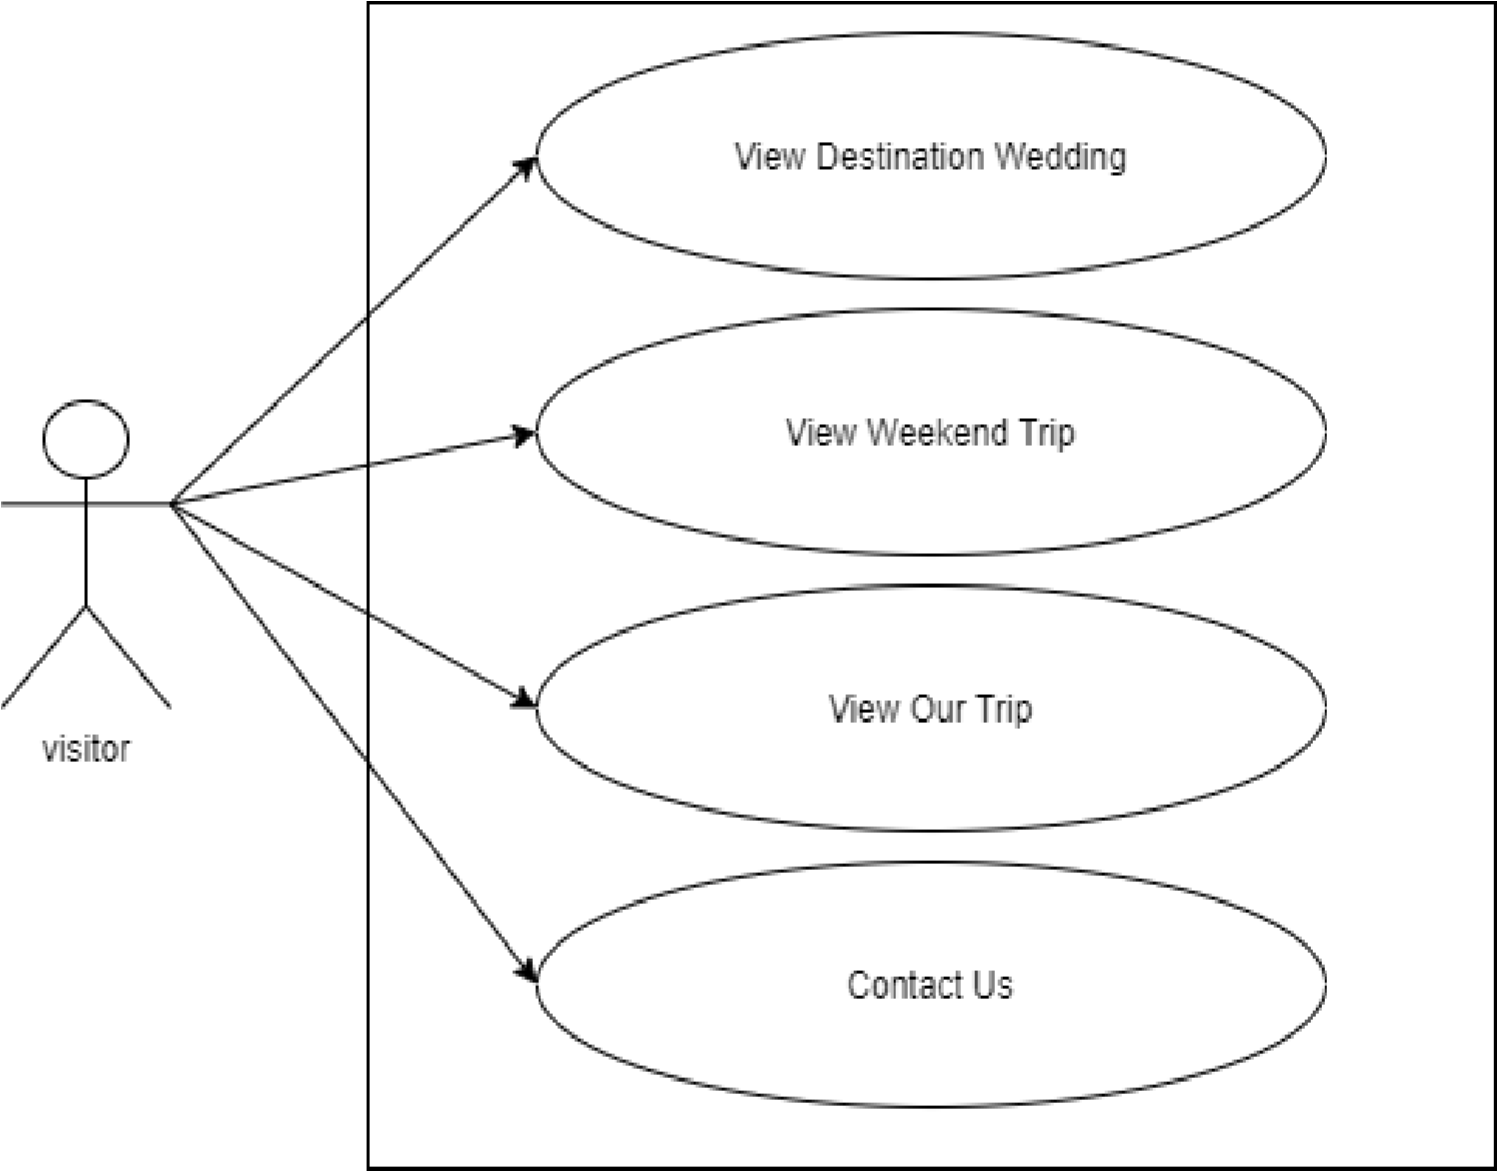 View Destination Wedding
View Weekend Trip
View Our Trip
visitor
Contact Us